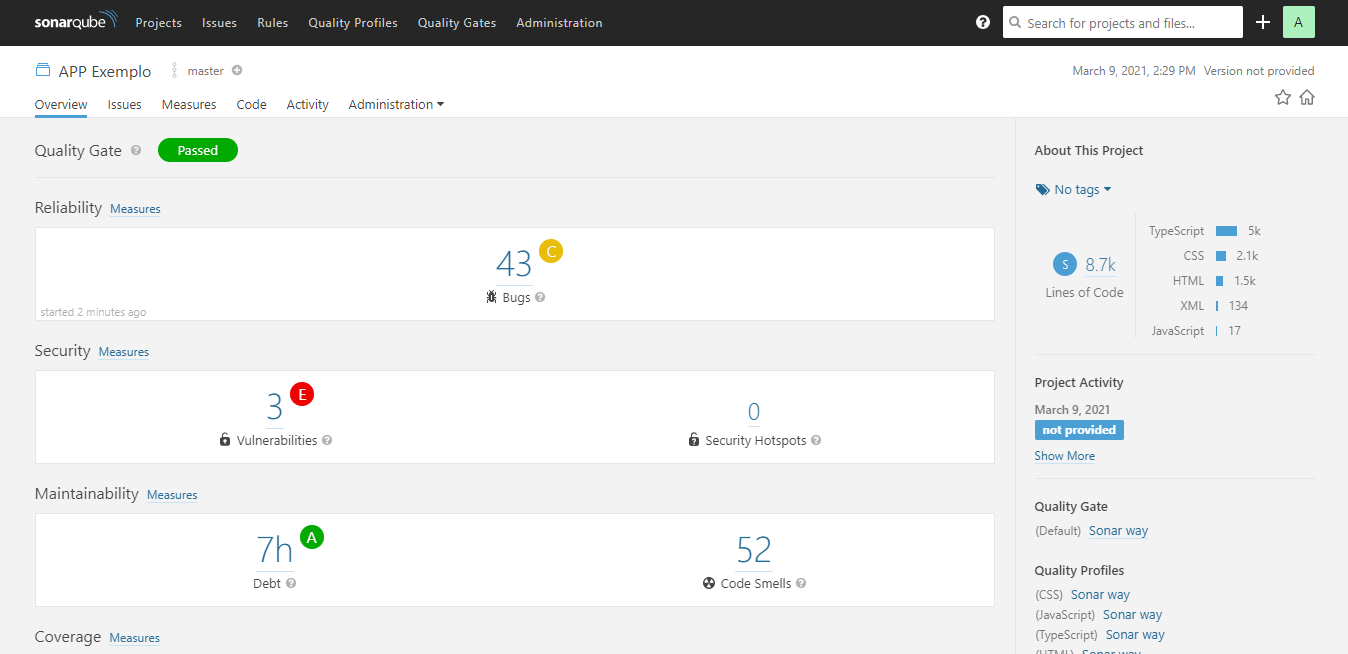 sonarqube Projects Issues Rules Quality Profiles Quality Gates Administration ? Search for projects and files... A
APP Exemplo master March 9, 2021, 2:29 PM Version not provided
Overview Issues Measures Code Activity Administration
Quality Gate ? Passed
Reliability Measures
43 C
Bugs ?
started 2 minutes ago
Security Measures
3 E
Vulnerabilities ?
0
Security Hotspots ?
Maintainability Measures
7h A
Debt ?
52
Code Smells ?
Coverage Measures
About This Project
No tags
S 8.7k
Lines of Code
TypeScript 5k
CSS 2.1k
HTML 1.5k
XML 134
JavaScript 17
Project Activity
March 9, 2021
not provided
Show More
Quality Gate
(Default) Sonar way
Quality Profiles
(CSS) Sonar way
(JavaScript) Sonar way
(TypeScript) Sonar way
(HTML) Sonar way